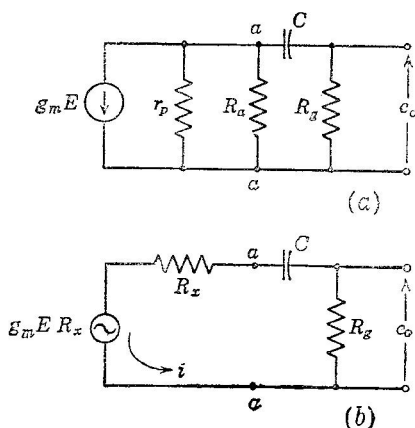 a C
g_mE r_p R_a R_g e_o
a
(a)
a C
R_x
g_mE R_x R_g e_o
i
a
(b)